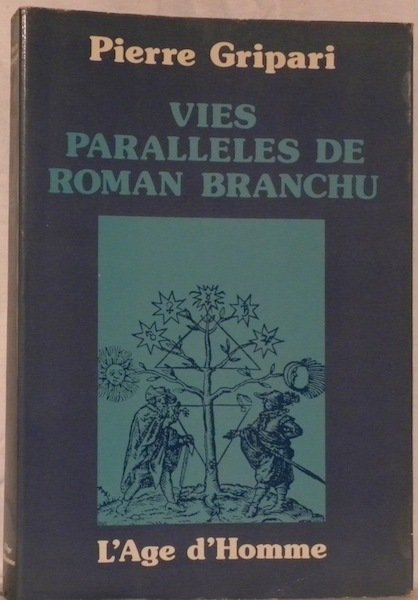 Pierre Gripari
VIES
PARALLELES DE
ROMAN BRANCHU
L'Age d'Homme